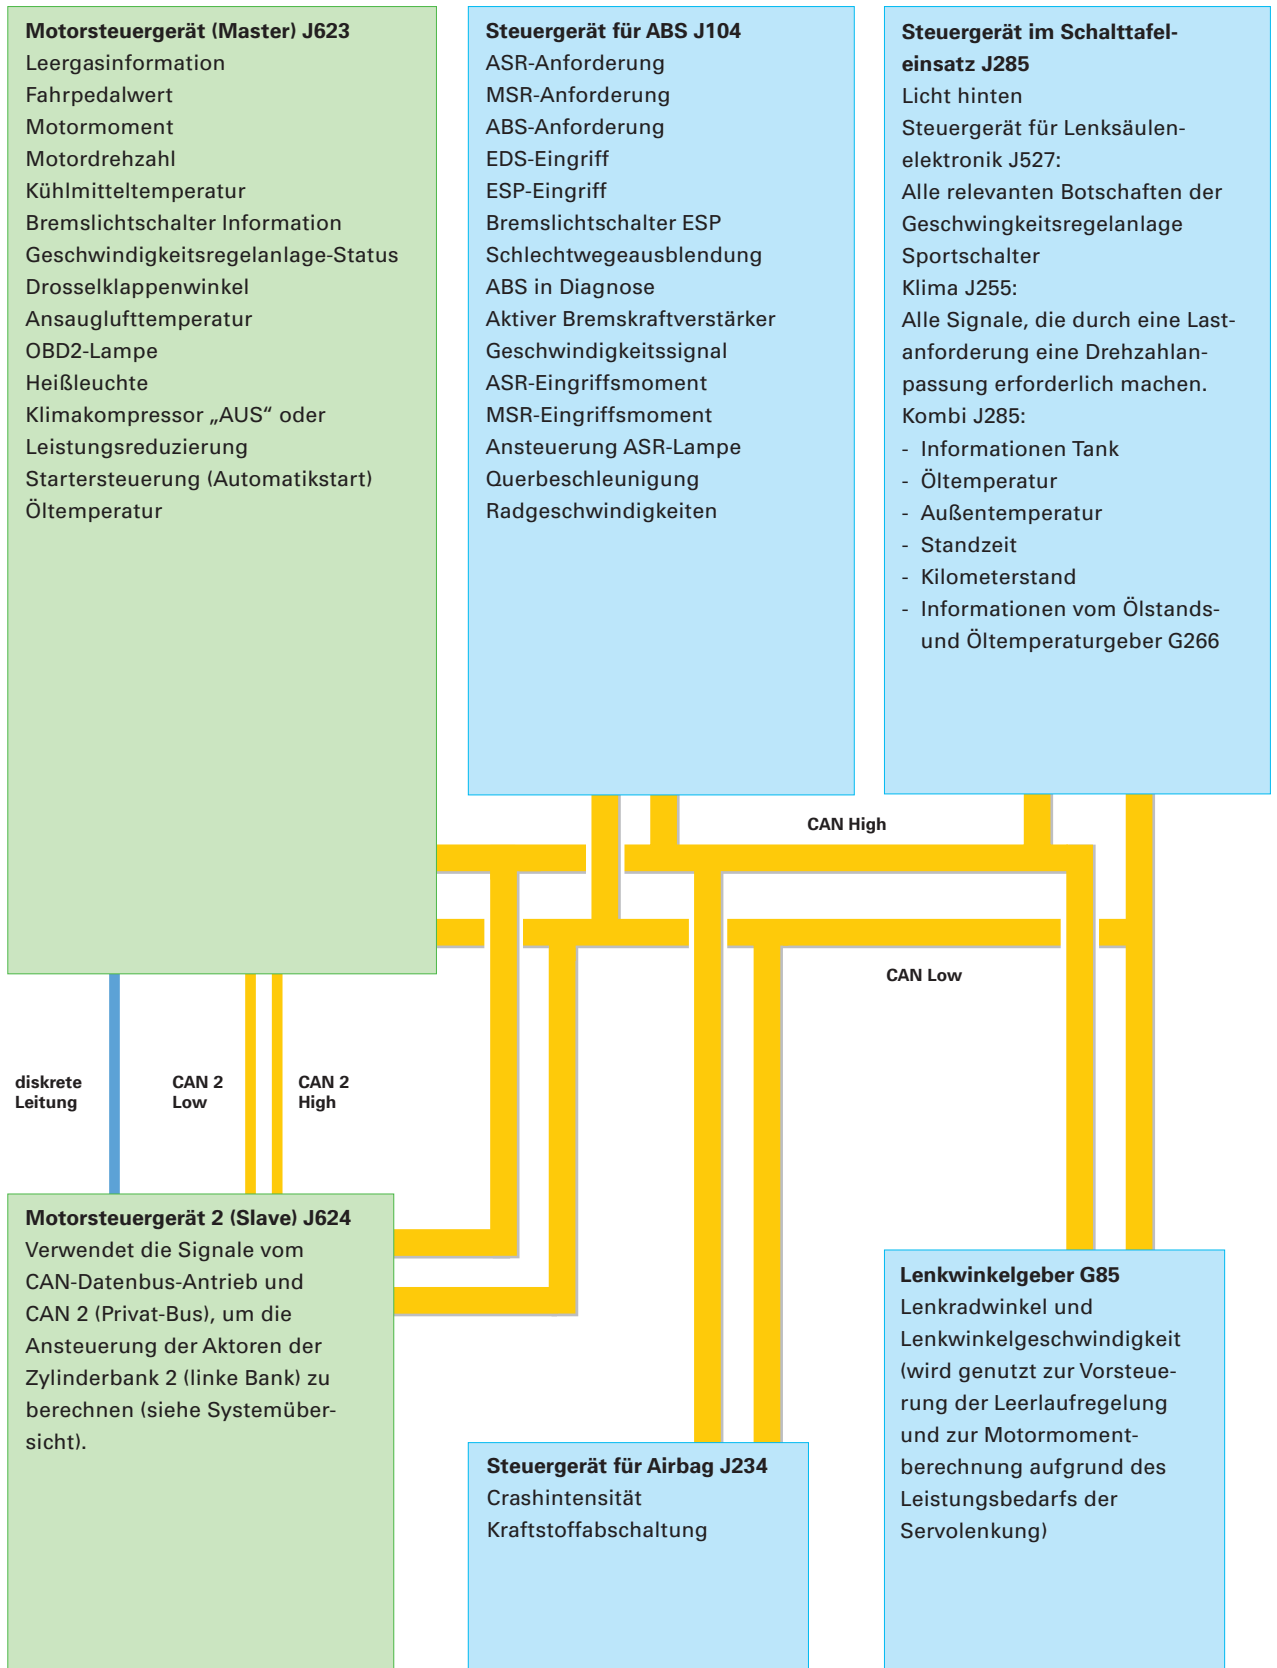 Motorsteuergerät (Master) J623
Leergasinformation
Fahrpedalwert
Motormoment
Motordrehzahl
Kühlmitteltemperatur
Bremslichtschalter Information
Geschwindigkeitsregelanlage-Status
Drosselklappenwinkel
Ansauglufttemperatur
OBD2-Lampe
Heißleuchte
Klimakompressor „AUS“ oder
Leistungsreduzierung
Startersteuerung (Automatikstart)
Öltemperatur
Steuergerät für ABS J104
ASR-Anforderung
MSR-Anforderung
ABS-Anforderung
EDS-Eingriff
ESP-Eingriff
Bremslichtschalter ESP
Schlechtwegeausblendung
ABS in Diagnose
Aktiver Bremskraftverstärker
Geschwindigkeitssignal
ASR-Eingriffsmoment
MSR-Eingriffsmoment
Ansteuerung ASR-Lampe
Querbeschleunigung
Radgeschwindigkeiten
Steuergerät im Schalttafel-
einsatz J285
Licht hinten
Steuergerät für Lenksäulen-
elektronik J527:
Alle relevanten Botschaften der
Geschwingkeitsregelanlage
Sportschalter
Klima J255:
Alle Signale, die durch eine Last-
anforderung eine Drehzahlan-
passung erforderlich machen.
Kombi J285:
- Informationen Tank
- Öltemperatur
- Außentemperatur
- Standzeit
- Kilometerstand
- Informationen vom Ölstands-
und Öltemperaturgeber G266
CAN High
CAN Low
diskrete
Leitung
CAN 2
Low
CAN 2
High
Motorsteuergerät 2 (Slave) J624
Verwendet die Signale vom
CAN-Datenbus-Antrieb und
CAN 2 (Privat-Bus), um die
Ansteuerung der Aktoren der
Zylinderbank 2 (linke Bank) zu
berechnen (siehe Systemüber-
sicht).
Steuergerät für Airbag J234
Crashintensität
Kraftstoffabschaltung
Lenkwinkelgeber G85
Lenkradwinkel und
Lenkwinkelgeschwindigkeit
(wird genutzt zur Vorsteue-
rung der Leerlaufregelung
und zur Motormoment-
berechnung aufgrund des
Leistungsbedarfs der
Servolenkung)